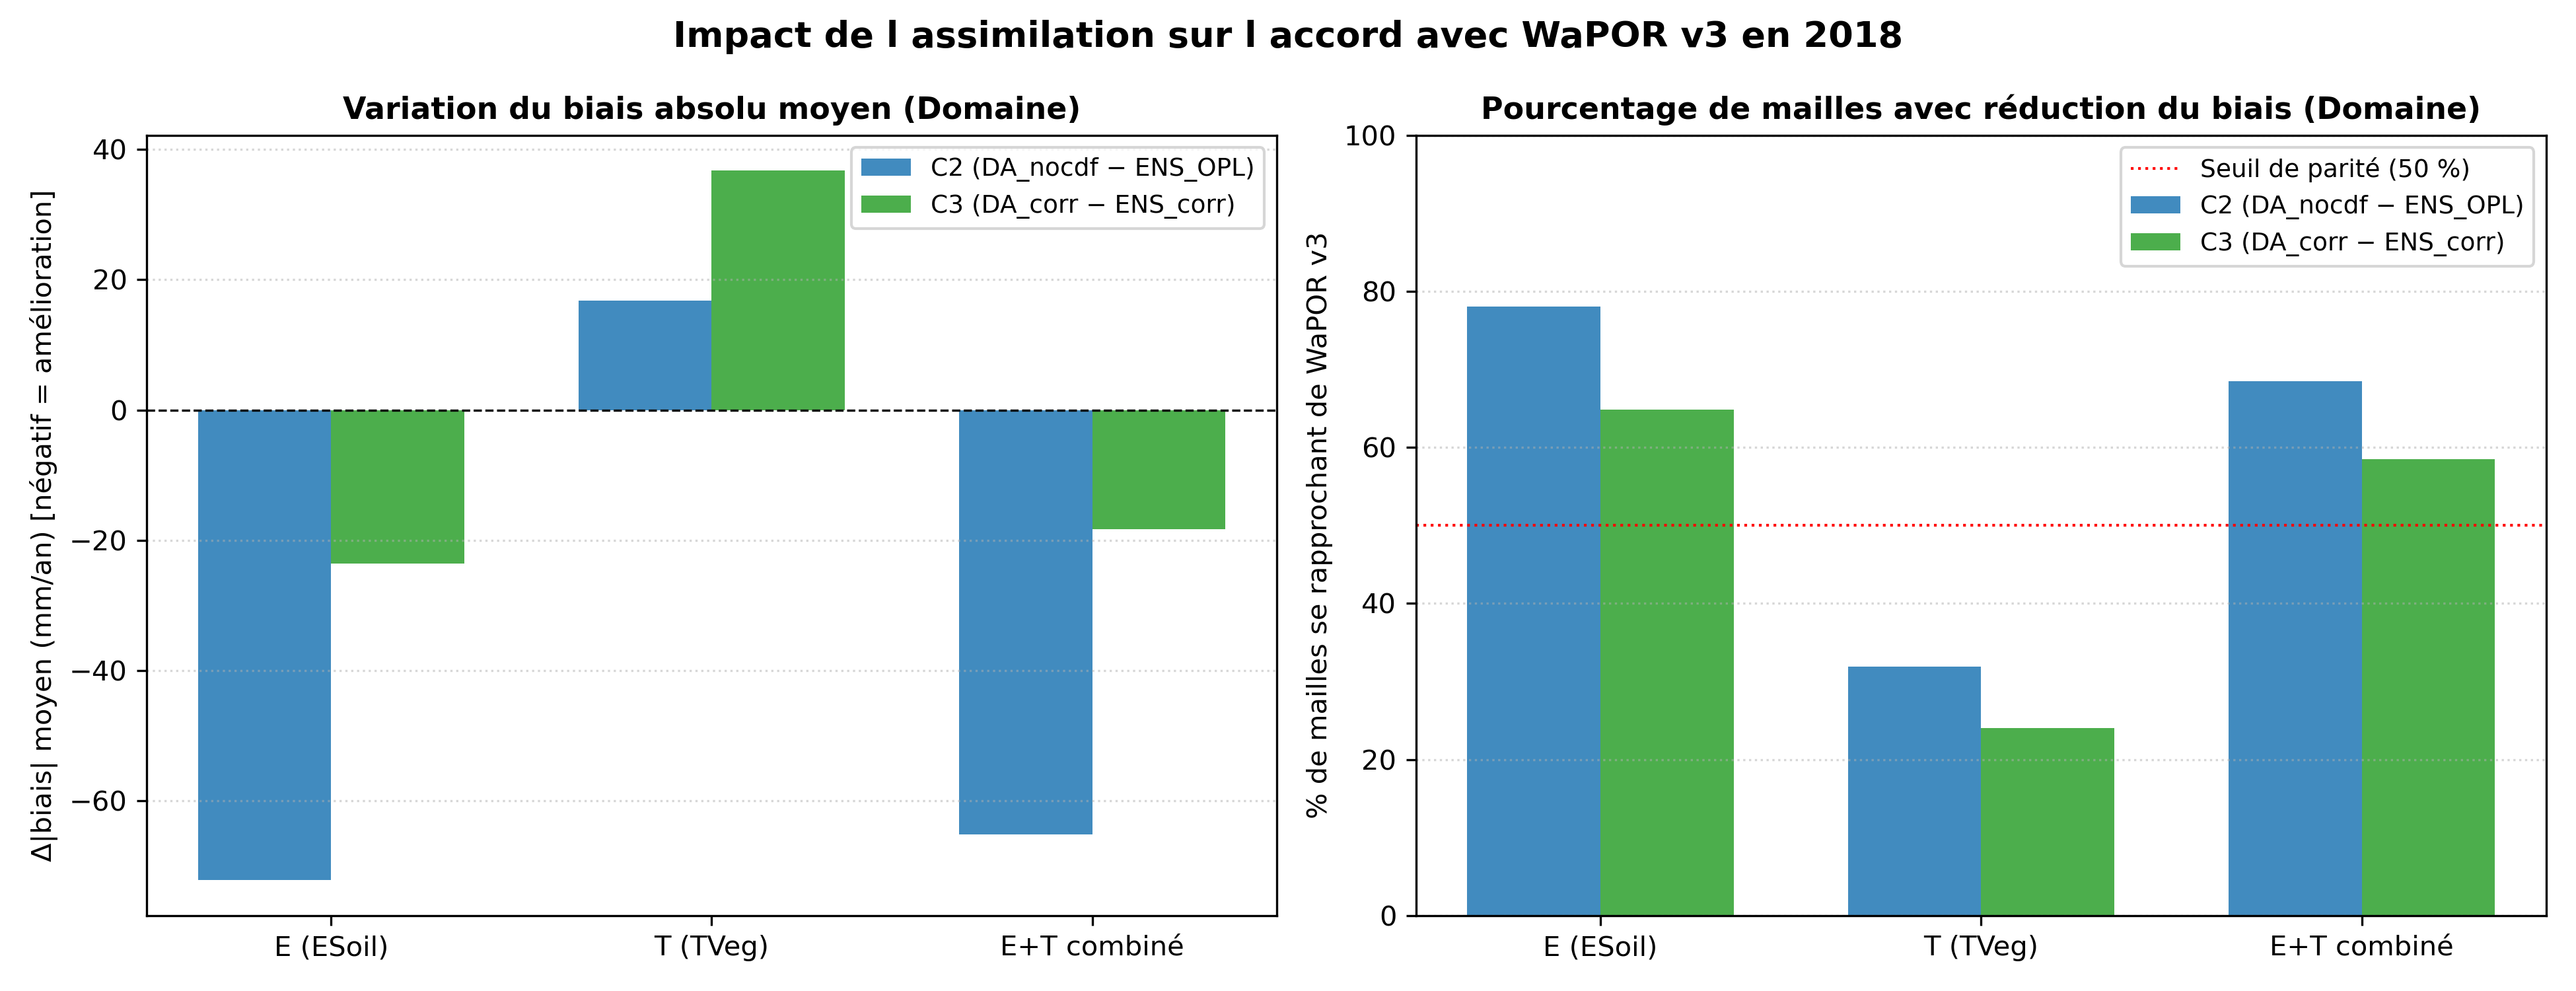 Impact de l assimilation sur l accord avec WaPOR v3 en 2018
Variation du biais absolu moyen (Domaine)
Δ|biais| moyen (mm/an) [négatif = amélioration]
40
20
0
−20
−40
−60
C2 (DA_nocdf − ENS_OPL)
C3 (DA_corr − ENS_corr)
E (ESoil)
T (TVeg)
E+T combiné
Pourcentage de mailles avec réduction du biais (Domaine)
% de mailles se rapprochant de WaPOR v3
100
80
60
40
20
0
Seuil de parité (50 %)
C2 (DA_nocdf − ENS_OPL)
C3 (DA_corr − ENS_corr)
E (ESoil)
T (TVeg)
E+T combiné